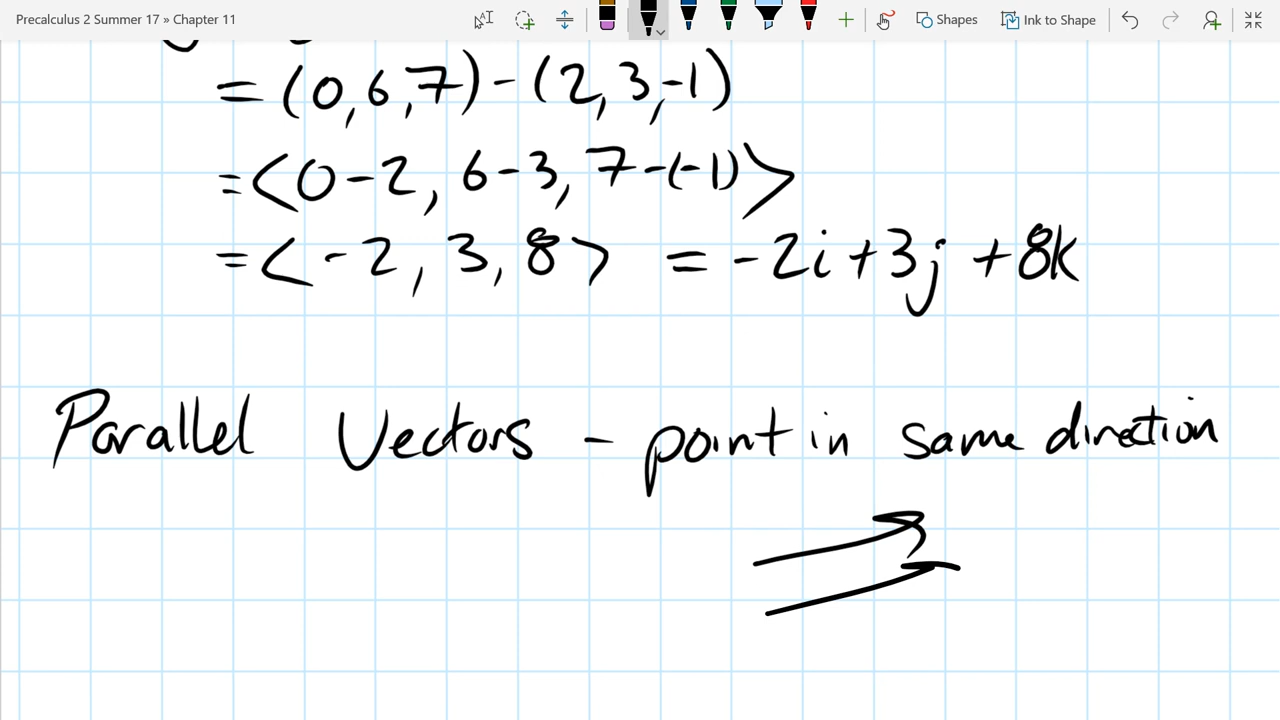 Precalculus 2 Summer 17 » Chapter 11
Shapes
Ink to Shape
= (0,6,7) - (2,3,-1)
= <0-2, 6-3, 7-(-1)>
= <-2, 3, 8> = -2i+3j+8k
Parallel Vectors - point in same direction